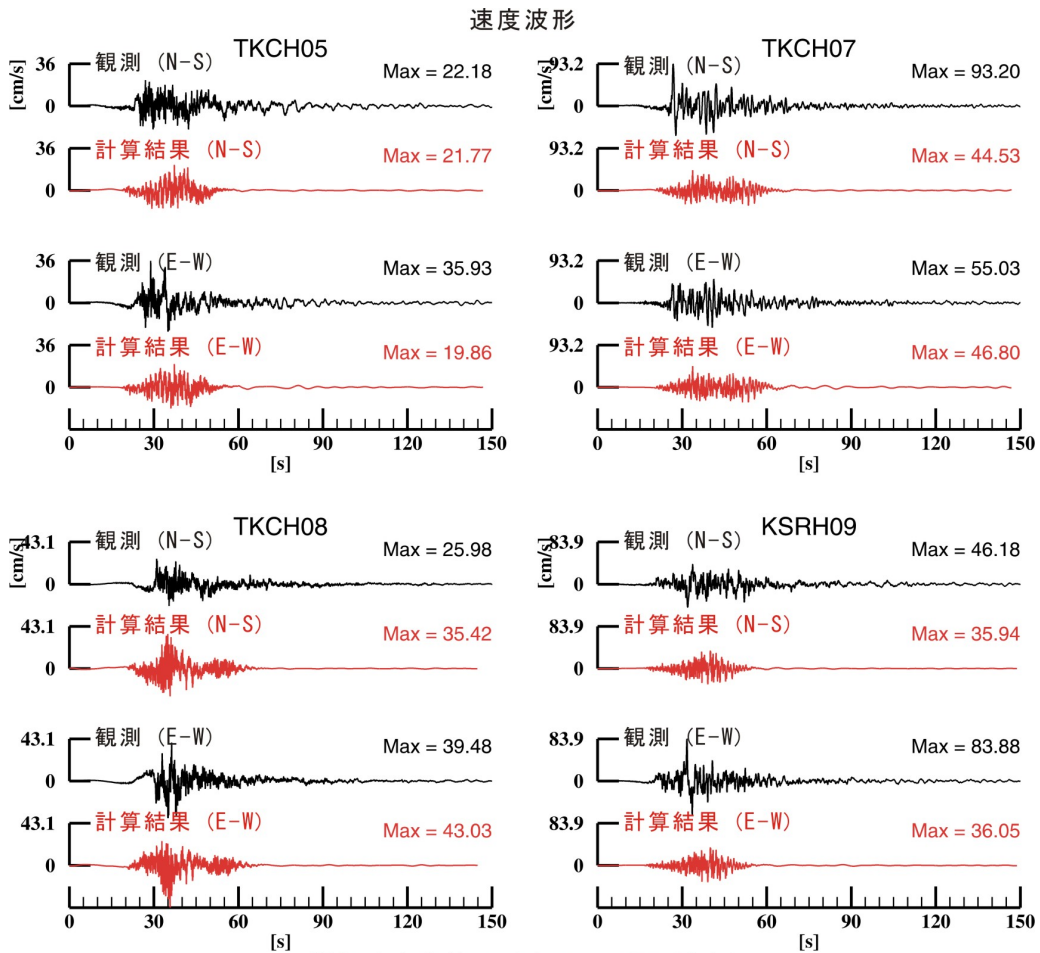 速度波形
TKCH05
[cm/s]
36
0
観測 (N-S)
Max = 22.18
36
0
計算結果 (N-S)
Max = 21.77
36
0
観測 (E-W)
Max = 35.93
36
0
計算結果 (E-W)
Max = 19.86
0 30 60 90 120 150
[s]
TKCH07
[cm/s]
93.2
0
観測 (N-S)
Max = 93.20
93.2
0
計算結果 (N-S)
Max = 44.53
93.2
0
観測 (E-W)
Max = 55.03
93.2
0
計算結果 (E-W)
Max = 46.80
0 30 60 90 120 150
[s]
TKCH08
[cm/s]
43.1
0
観測 (N-S)
Max = 25.98
43.1
0
計算結果 (N-S)
Max = 35.42
43.1
0
観測 (E-W)
Max = 39.48
43.1
0
計算結果 (E-W)
Max = 43.03
0 30 60 90 120 150
[s]
KSRH09
[cm/s]
83.9
0
観測 (N-S)
Max = 46.18
83.9
0
計算結果 (N-S)
Max = 35.94
83.9
0
観測 (E-W)
Max = 83.88
83.9
0
計算結果 (E-W)
Max = 36.05
0 30 60 90 120 150
[s]